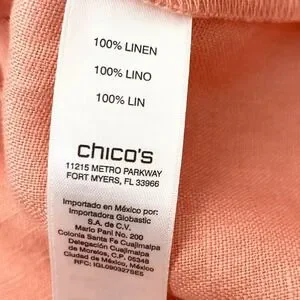 100% LINEN
100% LINO
100% LIN
chico's
11215 METRO PARKWAY
FORT MYERS, FL 33966
Importado en México por:
Importadora Globastic
S.A. de C.V.
Mario Pani No. 200
Colonia Santa Fe Cuajimalpa
Delegación Cuajimalpa
de Morelos, C.P. 05348
Ciudad de México, México
RFC: IGL090327SE5